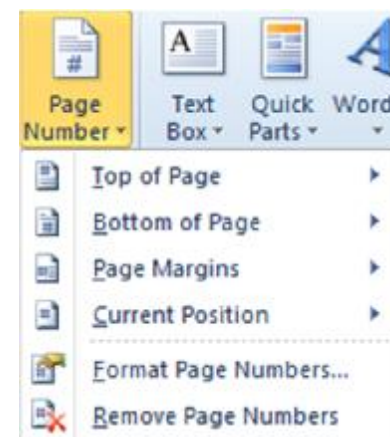 Page Number
Text Box
Quick Parts
Word
Top of Page
Bottom of Page
Page Margins
Current Position
Format Page Numbers...
Remove Page Numbers